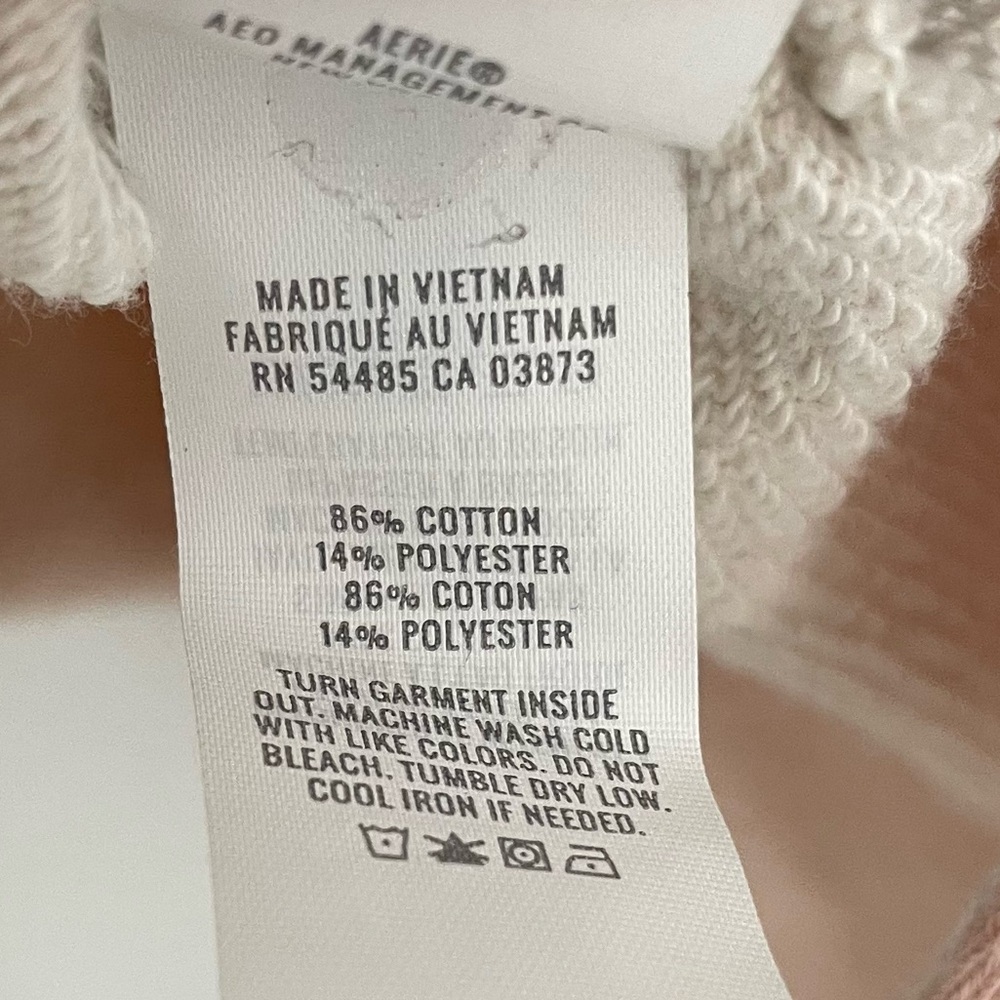 AERIE®
AEO MANAGEMENT CO
MADE IN VIETNAM
FABRIQUÉ AU VIETNAM
RN 54485 CA 03873
86% COTTON
14% POLYESTER
86% COTON
14% POLYESTER
TURN GARMENT INSIDE
OUT. MACHINE WASH COLD
WITH LIKE COLORS. DO NOT
BLEACH. TUMBLE DRY LOW.
COOL IRON IF NEEDED.